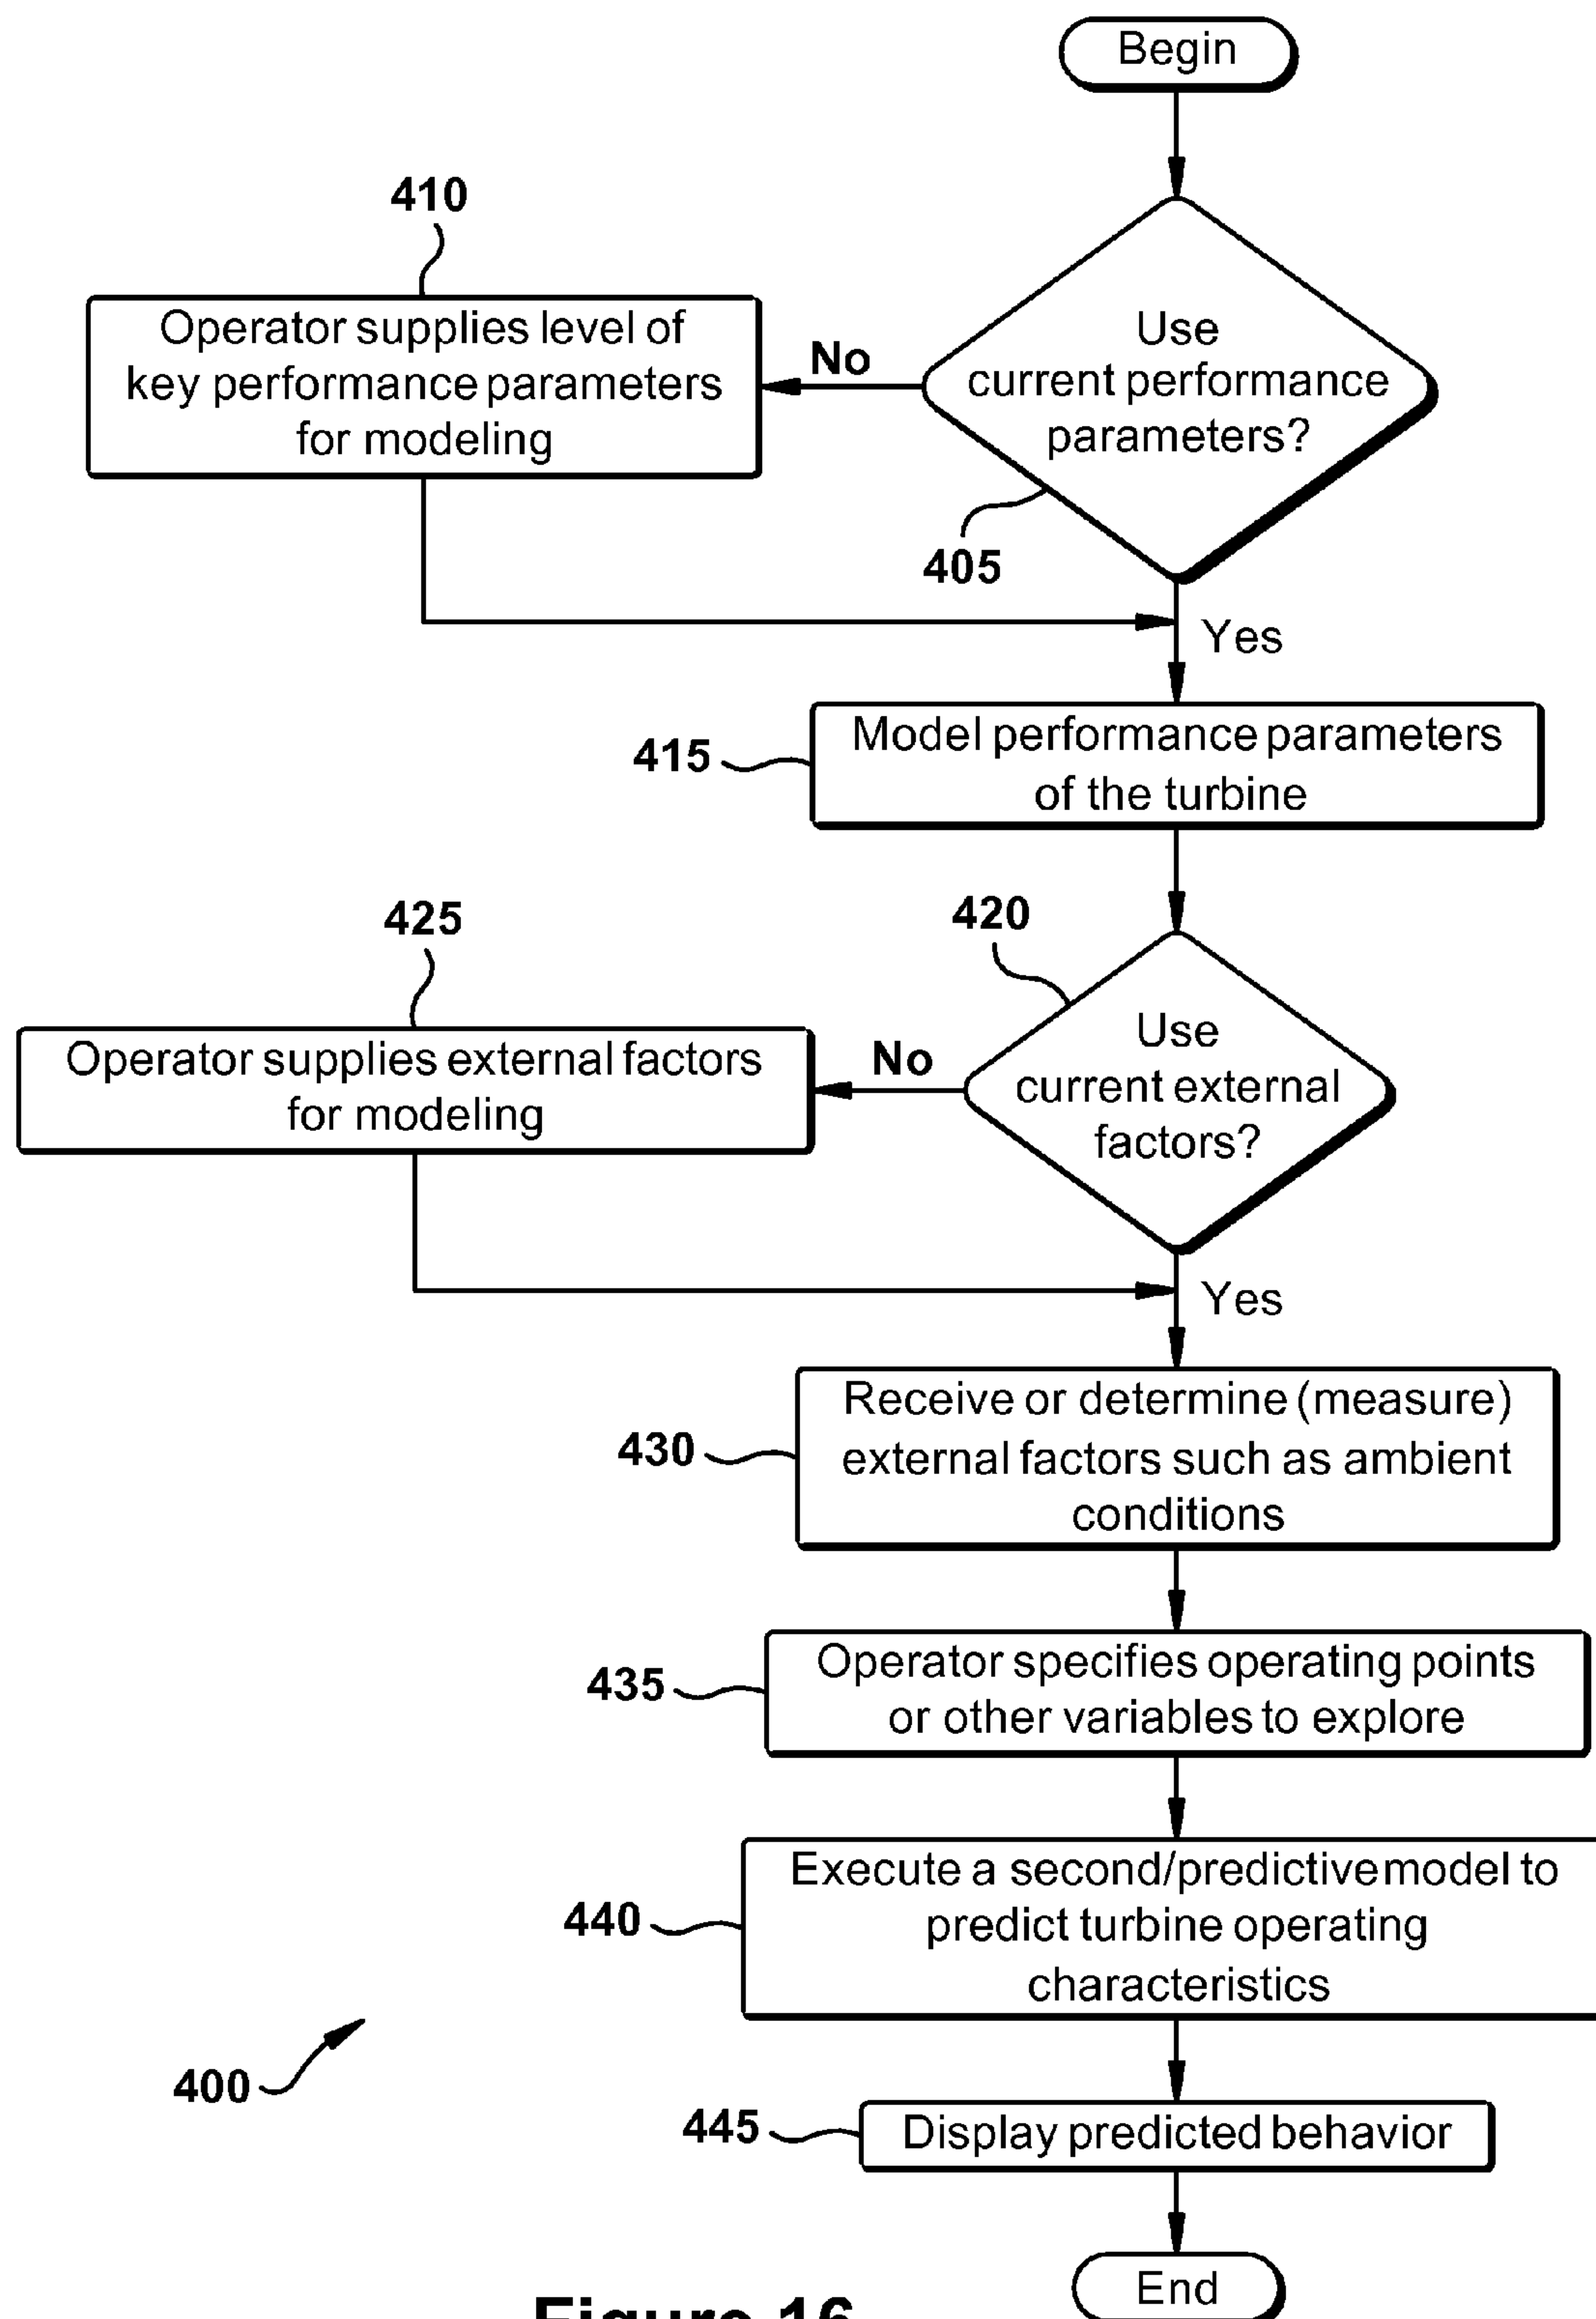 Begin
410
Operator supplies level of
key performance parameters
for modeling
No
Use
current performance
parameters?
405
Yes
Model performance parameters
of the turbine
415
425
420
Operator supplies external factors
for modeling
No
Use
current external
factors?
Yes
Receive or determine (measure)
external factors such as ambient
conditions
430
Operator specifies operating points
or other variables to explore
435
Execute a second/predictive model to
predict turbine operating
characteristics
440
400
445
Display predicted behavior
End
Figure 16